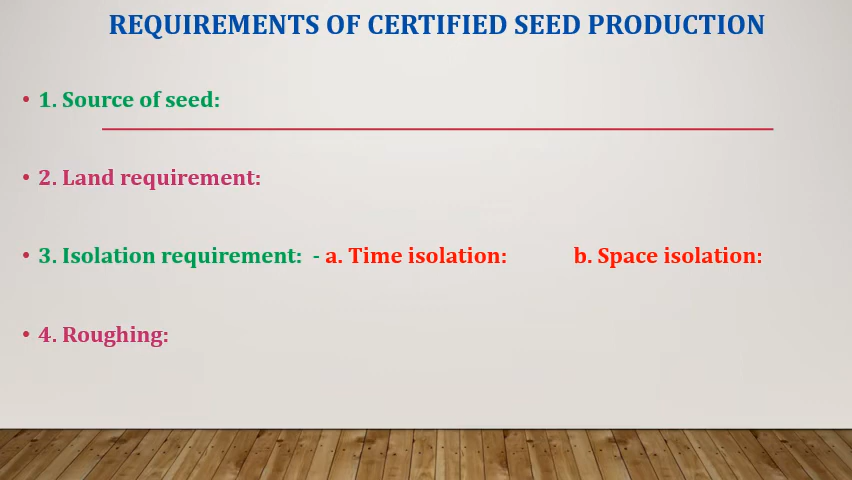 REQUIREMENTS OF CERTIFIED SEED PRODUCTION
• 1. Source of seed:
• 2. Land requirement:
• 3. Isolation requirement: - a. Time isolation: b. Space isolation:
• 4. Roughing: